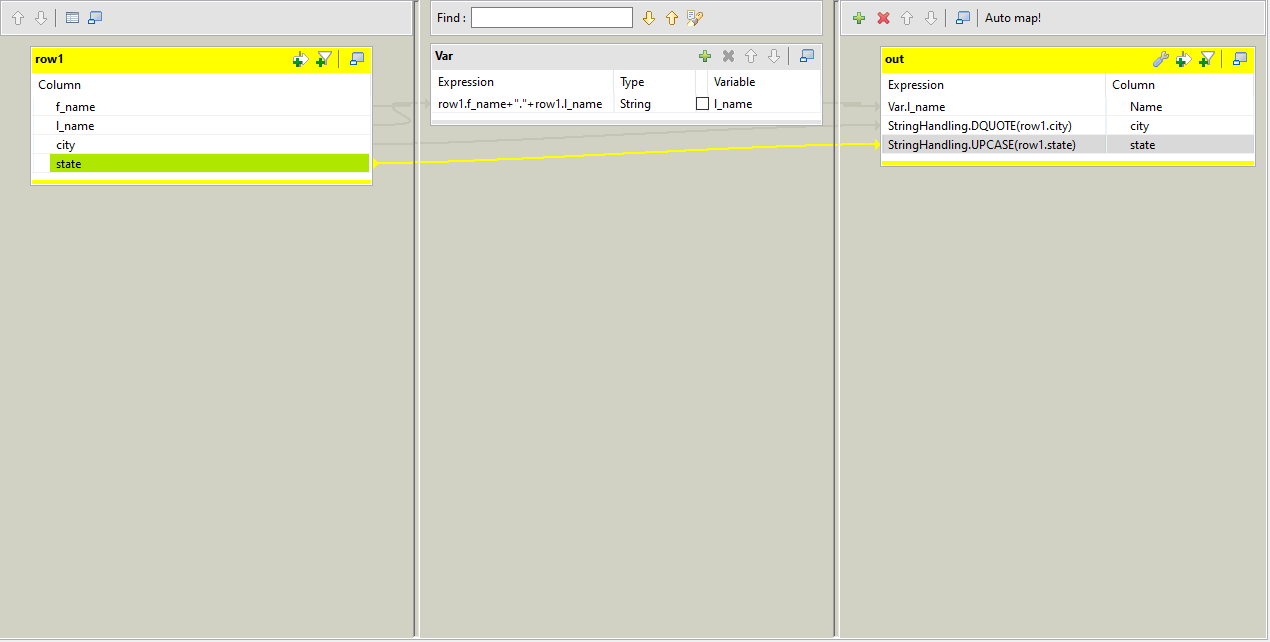 Find :
Auto map!
row1
Column
f_name
l_name
city
state
Var
Expression Type Variable
row1.f_name+"."+row1.l_name String l_name
out
Expression Column
Var.l_name Name
StringHandling.DQUOTE(row1.city) city
StringHandling.UPCASE(row1.state) state